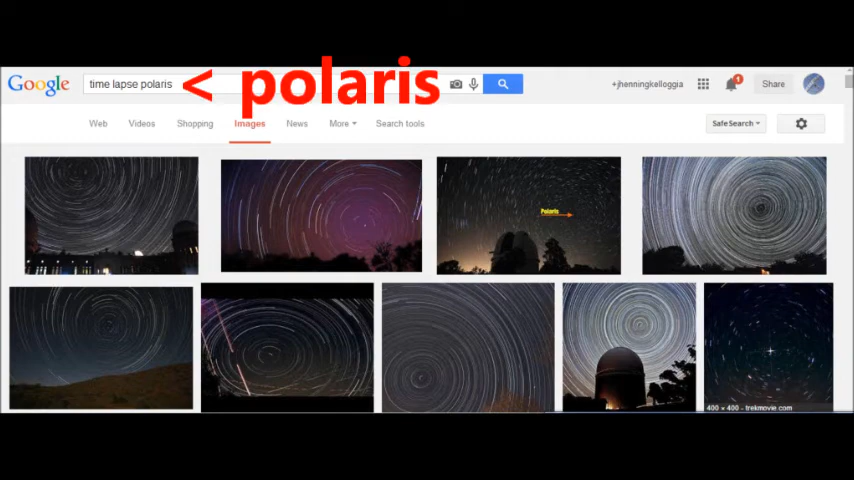 < polaris
Google
time lapse polaris
+jhenningkelloggia
1
Share
Web Videos Shopping Images News More Search tools
SafeSearch
Polaris
400 × 400 - trekmovie.com